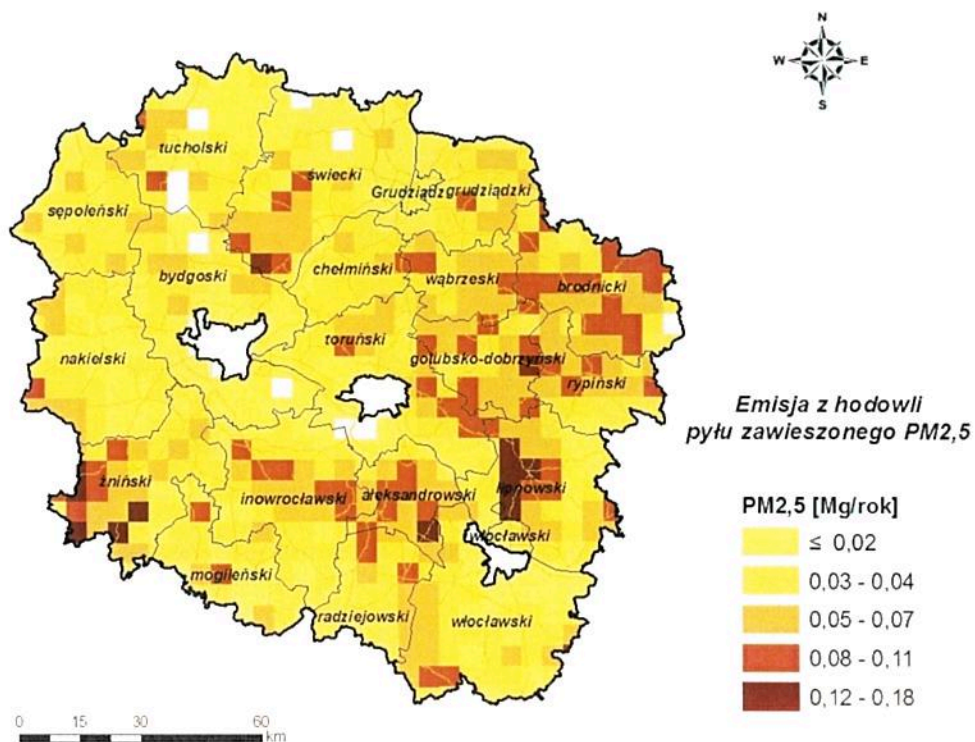 N
W E
S
tucholski
świecki
Grudziądz grudziądzki
sępoleński
bydgoski
chełmiński
wąbrzeski
brodnicki
toruński
golubsko-dobrzyński
nakielski
rypiński
Emisja z hodowli
pyłu zawieszonego PM2,5
żniński
inowrocławski
aleksandrowski
lipnowski
włocławski
mogileński
radziejowski
włocławski
PM2,5 [Mg/rok]
≤ 0,02
0,03 - 0,04
0,05 - 0,07
0,08 - 0,11
0,12 - 0,18
0 15 30 60
km